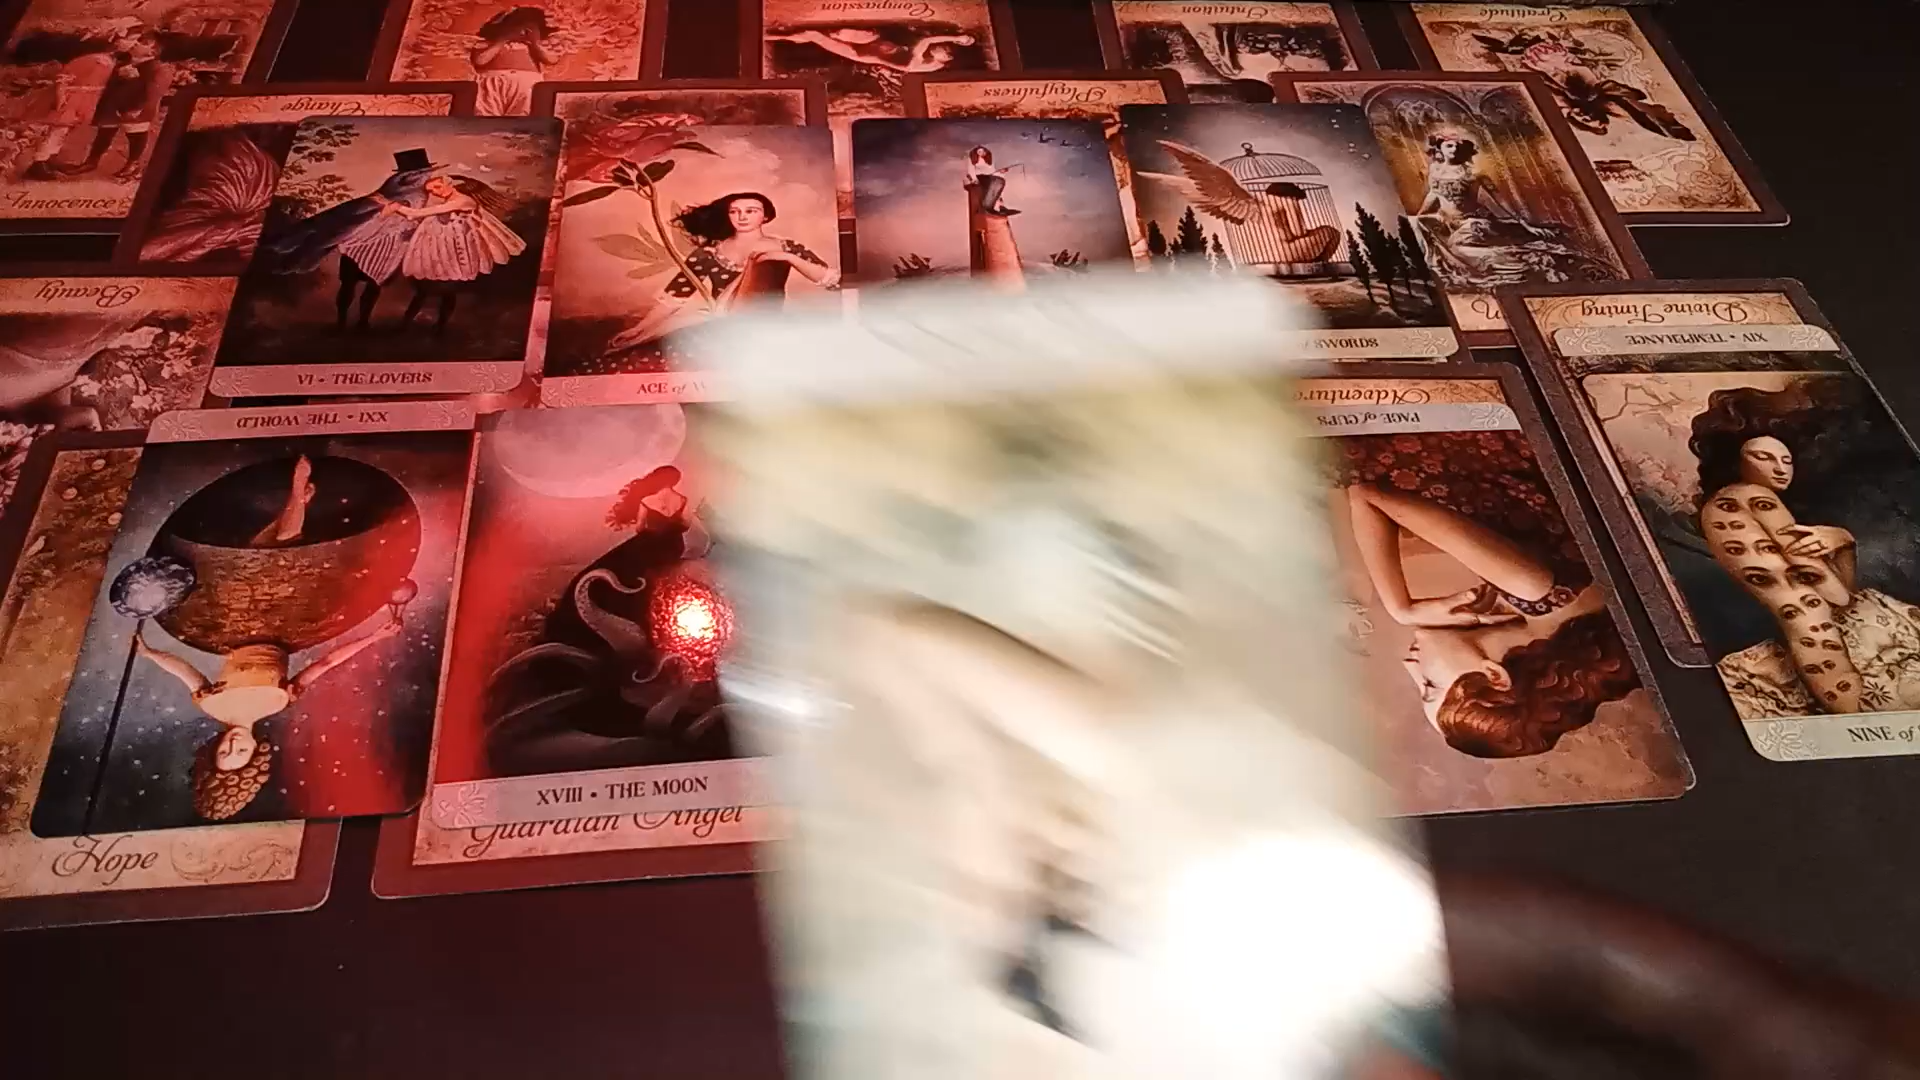 Compassion
Intuition
Gratitude
Change
Playfulness
Innocence
Beauty
Divine Timing
XIV • TEMPERANCE
SWORDS
VI • THE LOVERS
ACE of
Adventure
PAGE of CUPS
XXI • THE WORLD
NINE of
XVIII • THE MOON
Guardian Angel
Hope